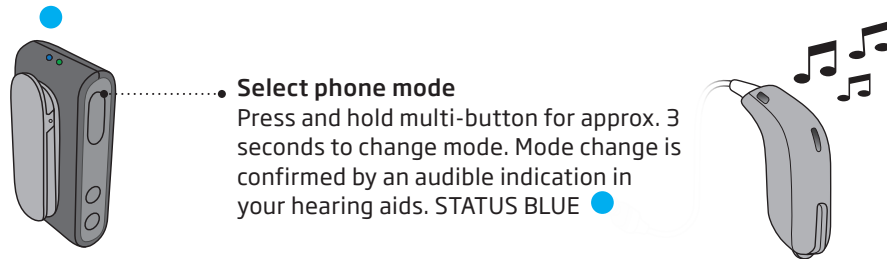 Select phone mode
Press and hold multi-button for approx. 3
seconds to change mode. Mode change is
confirmed by an audible indication in
your hearing aids. STATUS BLUE